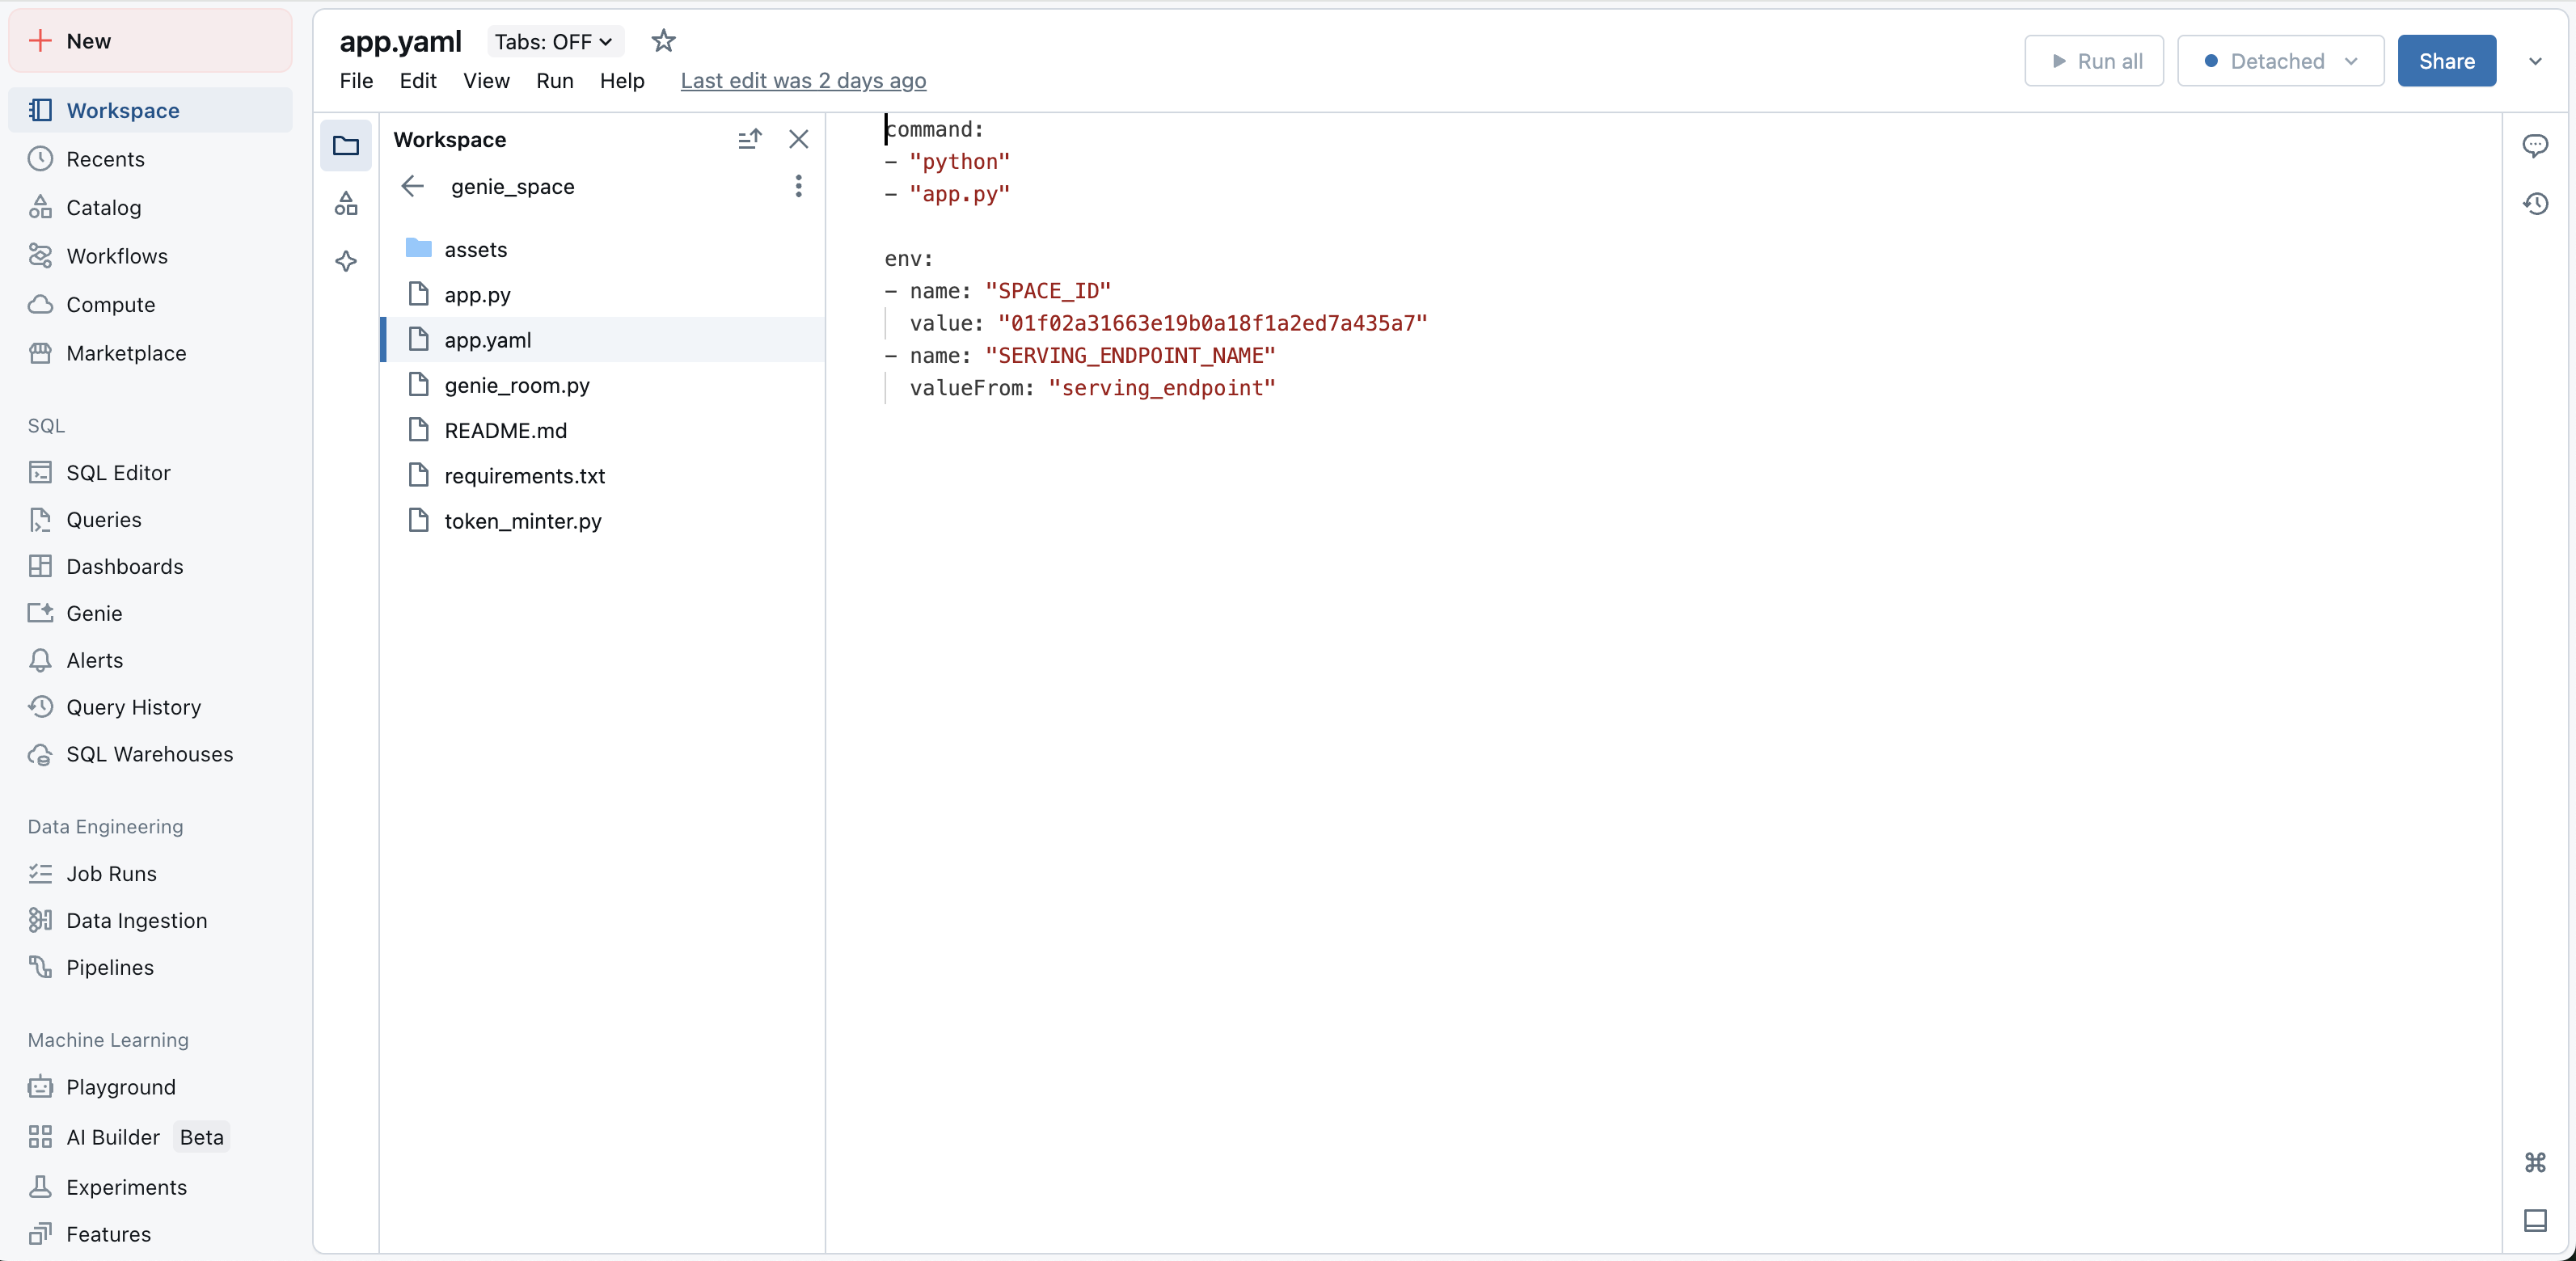 New
Workspace
Recents
Catalog
Workflows
Compute
Marketplace
SQL
SQL Editor
Queries
Dashboards
Genie
Alerts
Query History
SQL Warehouses
Data Engineering
Job Runs
Data Ingestion
Pipelines
Machine Learning
Playground
AI Builder Beta
Experiments
Features
app.yaml Tabs: OFF
File Edit View Run Help Last edit was 2 days ago
Run all Detached Share
Workspace
genie_space
assets
app.py
app.yaml
genie_room.py
README.md
requirements.txt
token_minter.py
command:
- "python"
- "app.py"
env:
- name: "SPACE_ID"
value: "01f02a31663e19b0a18f1a2ed7a435a7"
- name: "SERVING_ENDPOINT_NAME"
valueFrom: "serving_endpoint"